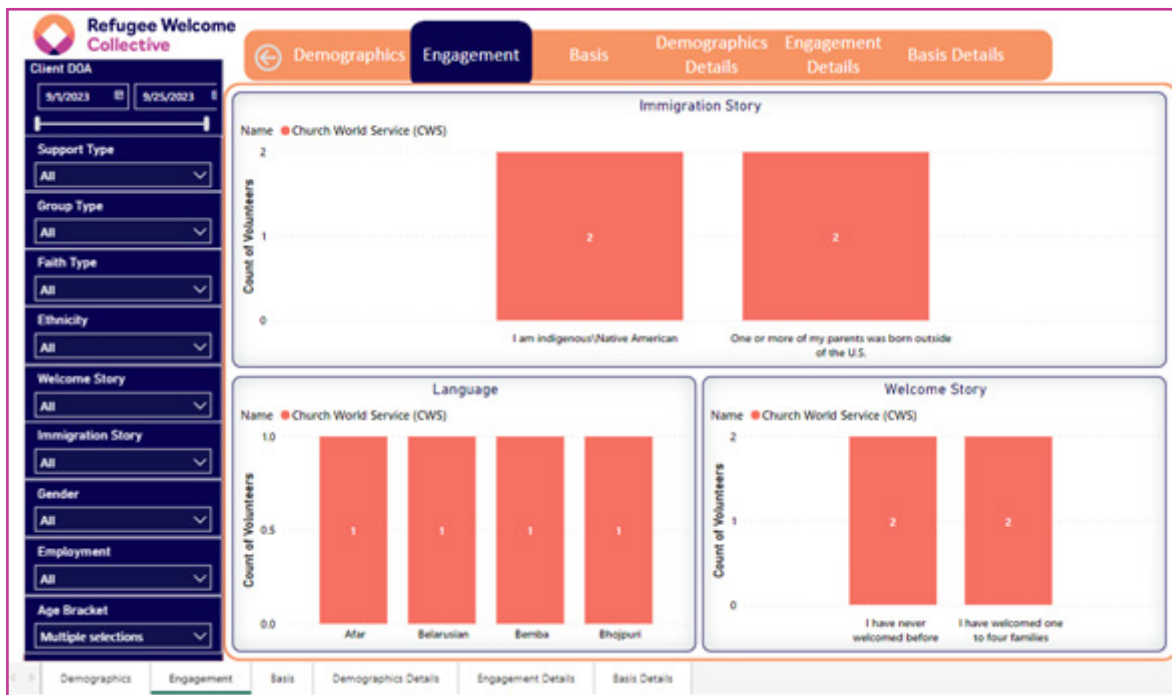 Refugee Welcome
Collective
Demographics
Engagement
Basis
Demographics
Details
Engagement
Details
Basis Details
Client DOA
9/1/2023
9/25/2023
Support Type
All
Group Type
All
Faith Type
All
Ethnicity
All
Welcome Story
All
Immigration Story
All
Gender
All
Employment
All
Age Bracket
Multiple selections
Immigration Story
Name Church World Service (CWS)
Count of Volunteers
2
1
0
2
2
I am indigenous\Native American
One or more of my parents was born outside
of the U.S.
Language
Name Church World Service (CWS)
Count of Volunteers
1.0
0.5
0.0
1
1
1
1
Afar
Belarusian
Bemba
Bhojpuri
Welcome Story
Name Church World Service (CWS)
Count of Volunteers
2
1
0
2
2
I have never
welcomed before
I have welcomed one
to four families
Demographics
Engagement
Basis
Demographics Details
Engagement Details
Basis Details